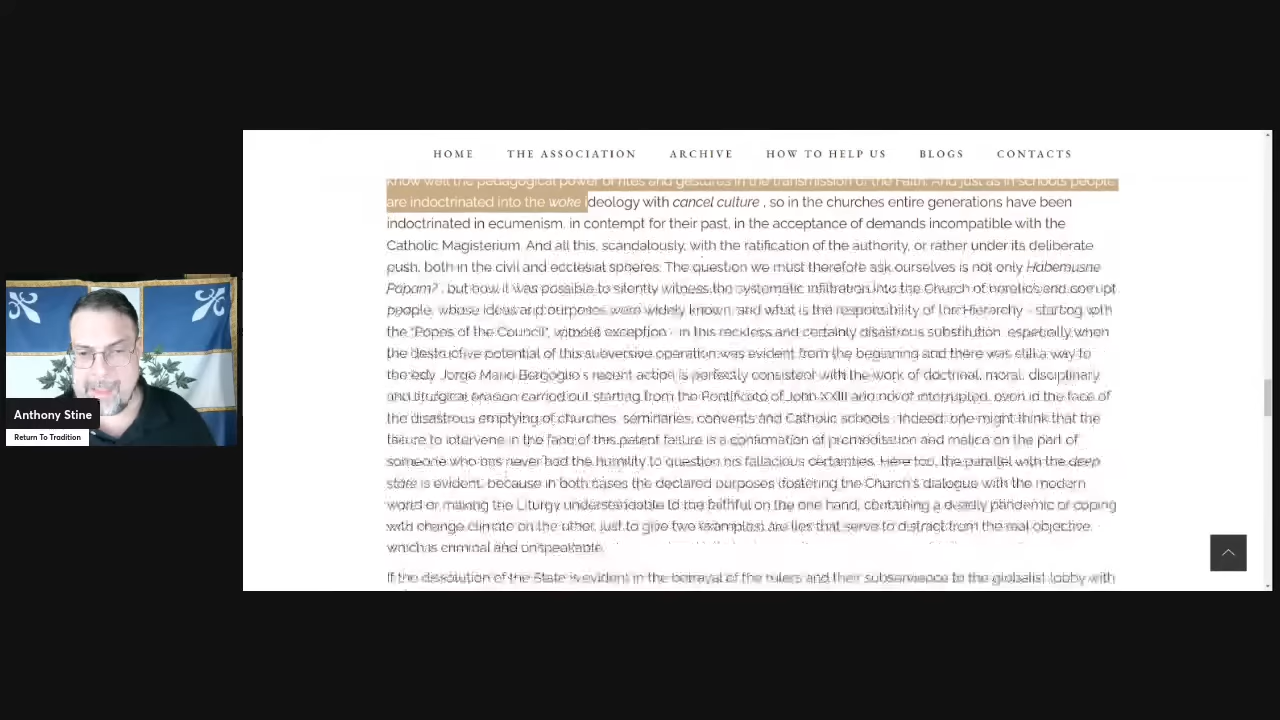 HOME THE ASSOCIATION ARCHIVE HOW TO HELP US BLOGS CONTACTS
know well the pedagogical power of rites and gestures in the transmission of the Faith. And just as in schools people
are indoctrinated into the woke ideology with cancel culture , so in the churches entire generations have been
indoctrinated in ecumenism, in contempt for their past, in the acceptance of demands incompatible with the
Catholic Magisterium. And all this, scandalously, with the ratification of the authority, or rather under its deliberate
push, both in the civil and ecclesial spheres. The question we must therefore ask ourselves is not only Habemusne
Papam? , but how it was possible to silently witness the systematic infiltration into the Church of heretics and corrupt
people, whose ideas and purposes were widely known, and what is the responsibility of the Hierarchy - starting with
the "Popes of the Council", without exception - in this reckless and certainly disastrous substitution, especially when
the destructive potential of this subversive operation was evident from the beginning and there was still a way to
Jorge Mario Bergoglio's recent action is perfectly consistent with the work of doctrinal, moral, disciplinary
and liturgical erosion carried out starting from the Pontificate of John XXIII and not interrupted, even in the face of
the disastrous emptying of churches, seminaries, convents and Catholic schools . Indeed, one might think that the
failure to intervene in the face of this patent failure is a confirmation of premeditation and malice on the part of
someone who has never had the humility to question his fallacious certainties. Here too, the parallel with the deep
state is evident, because in both cases the declared purposes fostering the Church's dialogue with the modern
world or making the Liturgy understandable to the faithful on the one hand, containing a deadly pandemic or coping
with change climate on the other, just to give two examples) are lies that serve to distract from the real objective,
which is criminal and unspeakable.
If the dissolution of the State is evident in the betrayal of the rulers and their subservience to the globalist lobby with
Anthony Stine
Return To Tradition